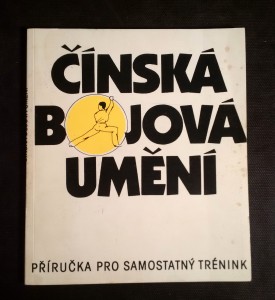 ČÍNSKÁ
BOJOVÁ
UMĚNÍ
PŘÍRUČKA PRO SAMOSTATNÝ TRÉNINK